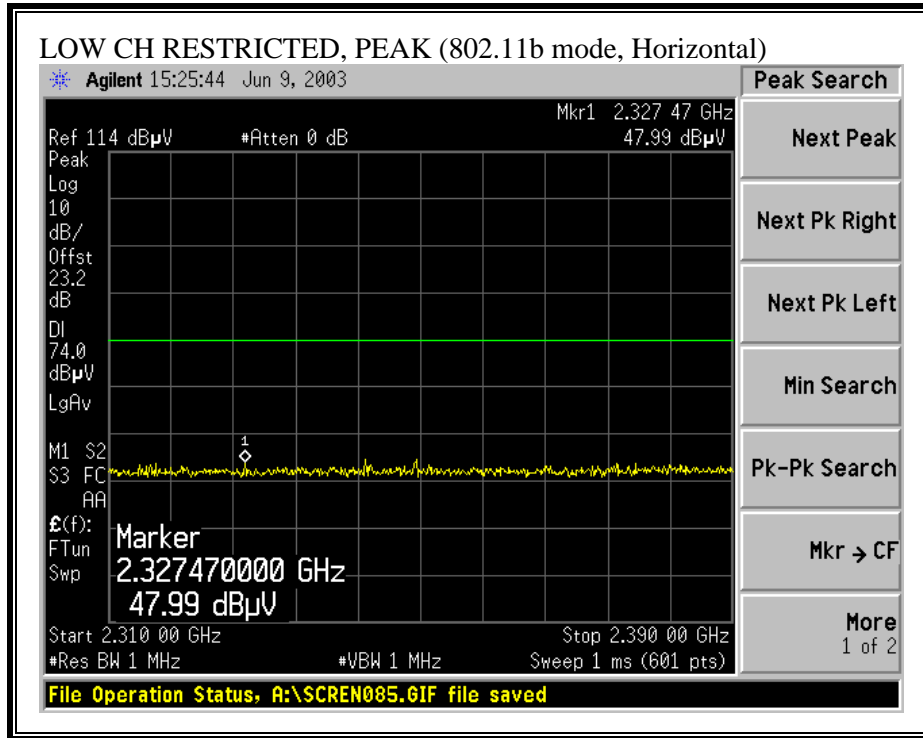 LOW CH RESTRICTED, PEAK (802.11b mode, Horizontal)
Agilent 15:25:44 Jun 9, 2003
Peak Search
Mkr1 2.327 47 GHz
Ref 114 dBµV #Atten 0 dB 47.99 dBµV
Peak
Log
10
dB/
Offst
23.2
dB
DI
74.0
dBµV
LgAv
M1 S2
S3 FC
AA
£(f):
FTun
Swp
1
Marker
2.327470000 GHz
47.99 dBµV
Start 2.310 00 GHz Stop 2.390 00 GHz
#Res BW 1 MHz #VBW 1 MHz Sweep 1 ms (601 pts)
Next Peak
Next Pk Right
Next Pk Left
Min Search
Pk-Pk Search
Mkr → CF
More
1 of 2
File Operation Status, A:\SCREN085.GIF file saved